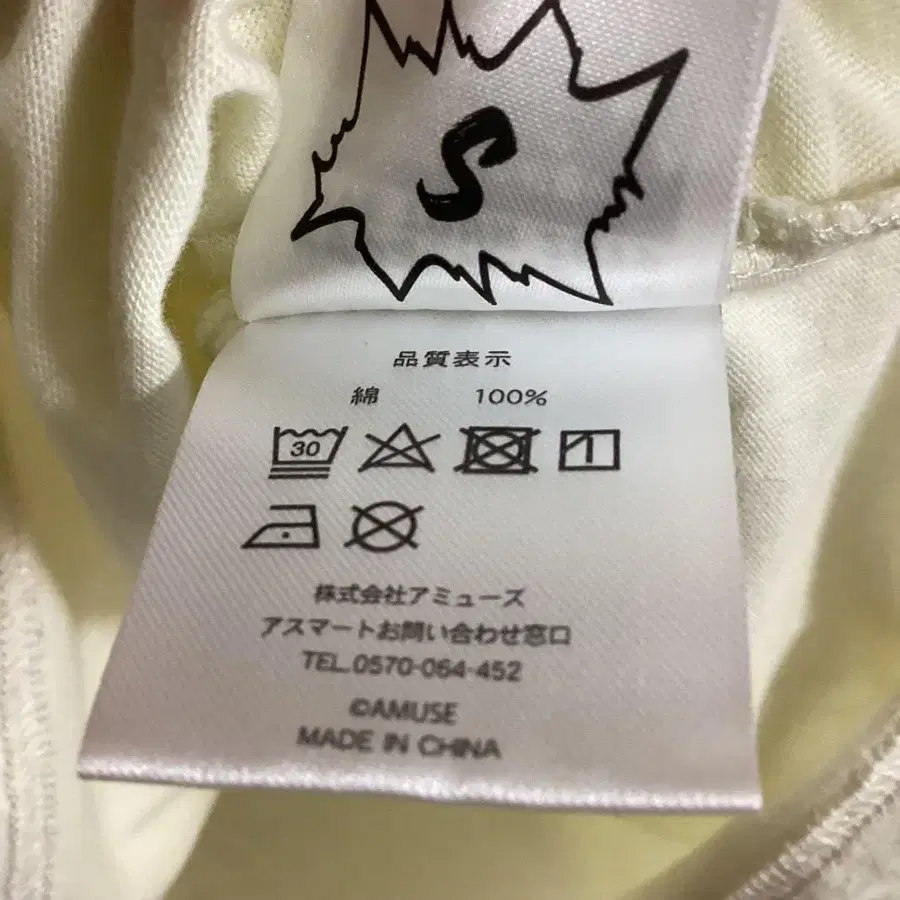 S
品質表示
綿 100%
30
株式会社アミューズ
アスマートお問い合わせ窓口
TEL.0570-064-452
©AMUSE
MADE IN CHINA